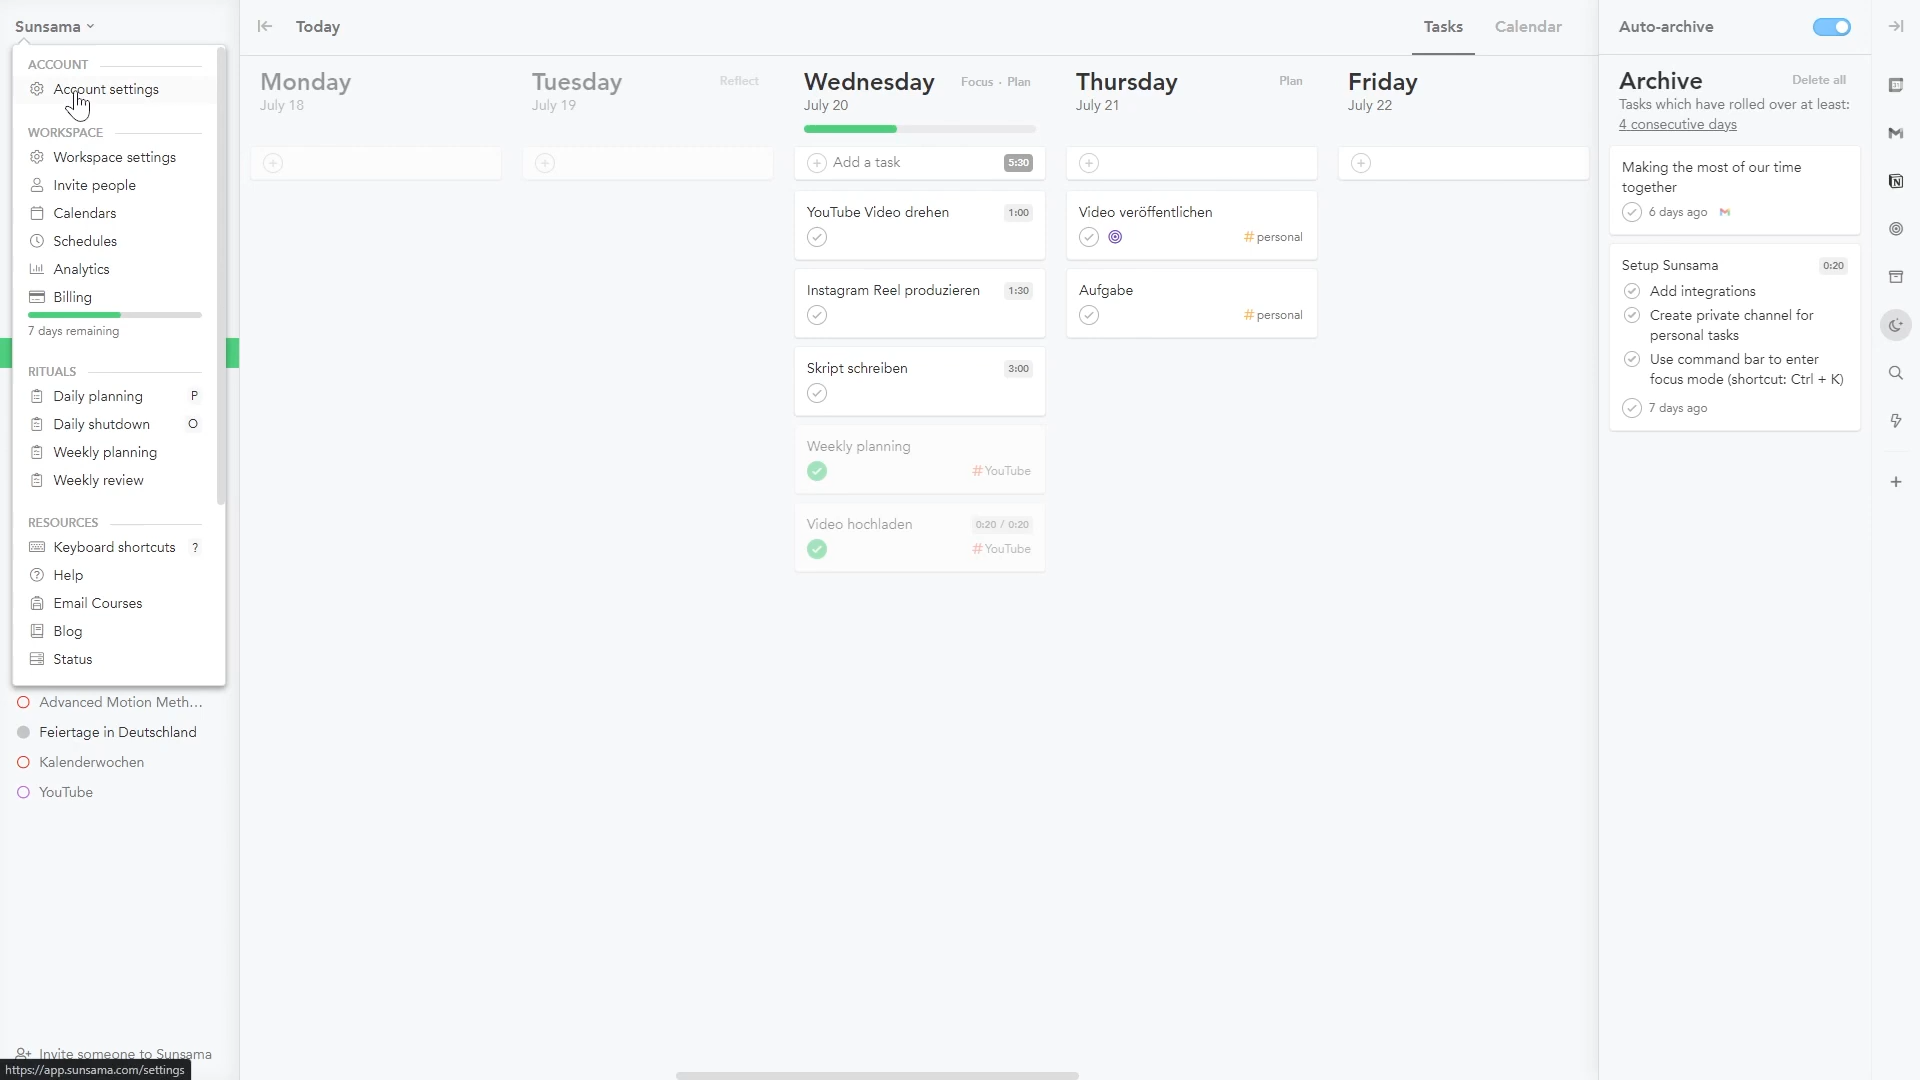 Sunsama
ACCOUNT
Account settings
WORKSPACE
Workspace settings
Invite people
Calendars
Schedules
Analytics
Billing
7 days remaining
RITUALS
Daily planning P
Daily shutdown O
Weekly planning
Weekly review
RESOURCES
Keyboard shortcuts ?
Help
Email Courses
Blog
Status
Advanced Motion Meth...
Feiertage in Deutschland
Kalenderwochen
YouTube
Invite someone to Sunsama
https://app.sunsama.com/settings
Today
Tasks Calendar
Monday
July 18
Tuesday Reflect
July 19
Wednesday Focus · Plan
July 20
Add a task 5:30
YouTube Video drehen 1:00
Instagram Reel produzieren 1:30
Skript schreiben 3:00
Weekly planning
#YouTube
Video hochladen 0:20 / 0:20
#YouTube
Thursday Plan
July 21
Video veröffentlichen
#personal
Aufgabe
#personal
Friday
July 22
Auto-archive
Archive Delete all
Tasks which have rolled over at least:
4 consecutive days
Making the most of our time
together
6 days ago
Setup Sunsama 0:20
Add integrations
Create private channel for
personal tasks
Use command bar to enter
focus mode (shortcut: Ctrl + K)
7 days ago